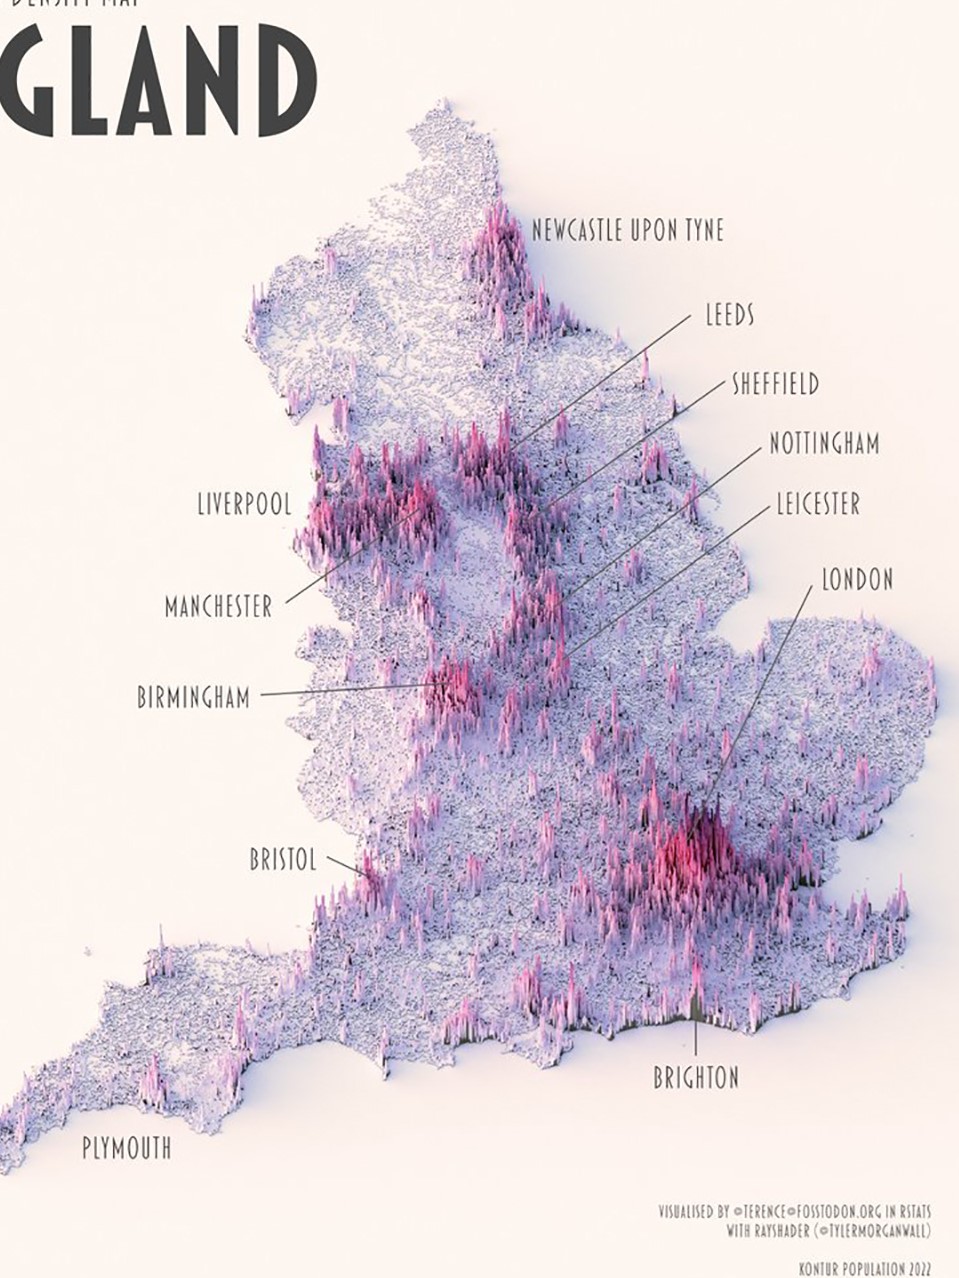 DENSITY MAP
GLAND
NEWCASTLE UPON TYNE
LEEDS
SHEFFIELD
NOTTINGHAM
LIVERPOOL
LEICESTER
LONDON
MANCHESTER
BIRMINGHAM
BRISTOL
BRIGHTON
PLYMOUTH
VISUALISED BY @TERENCE@FOSSTODON.ORG IN RSTATS
WITH RAYSHADER (@TYLERMORGANWALL)
KONTUR POPULATION 2022